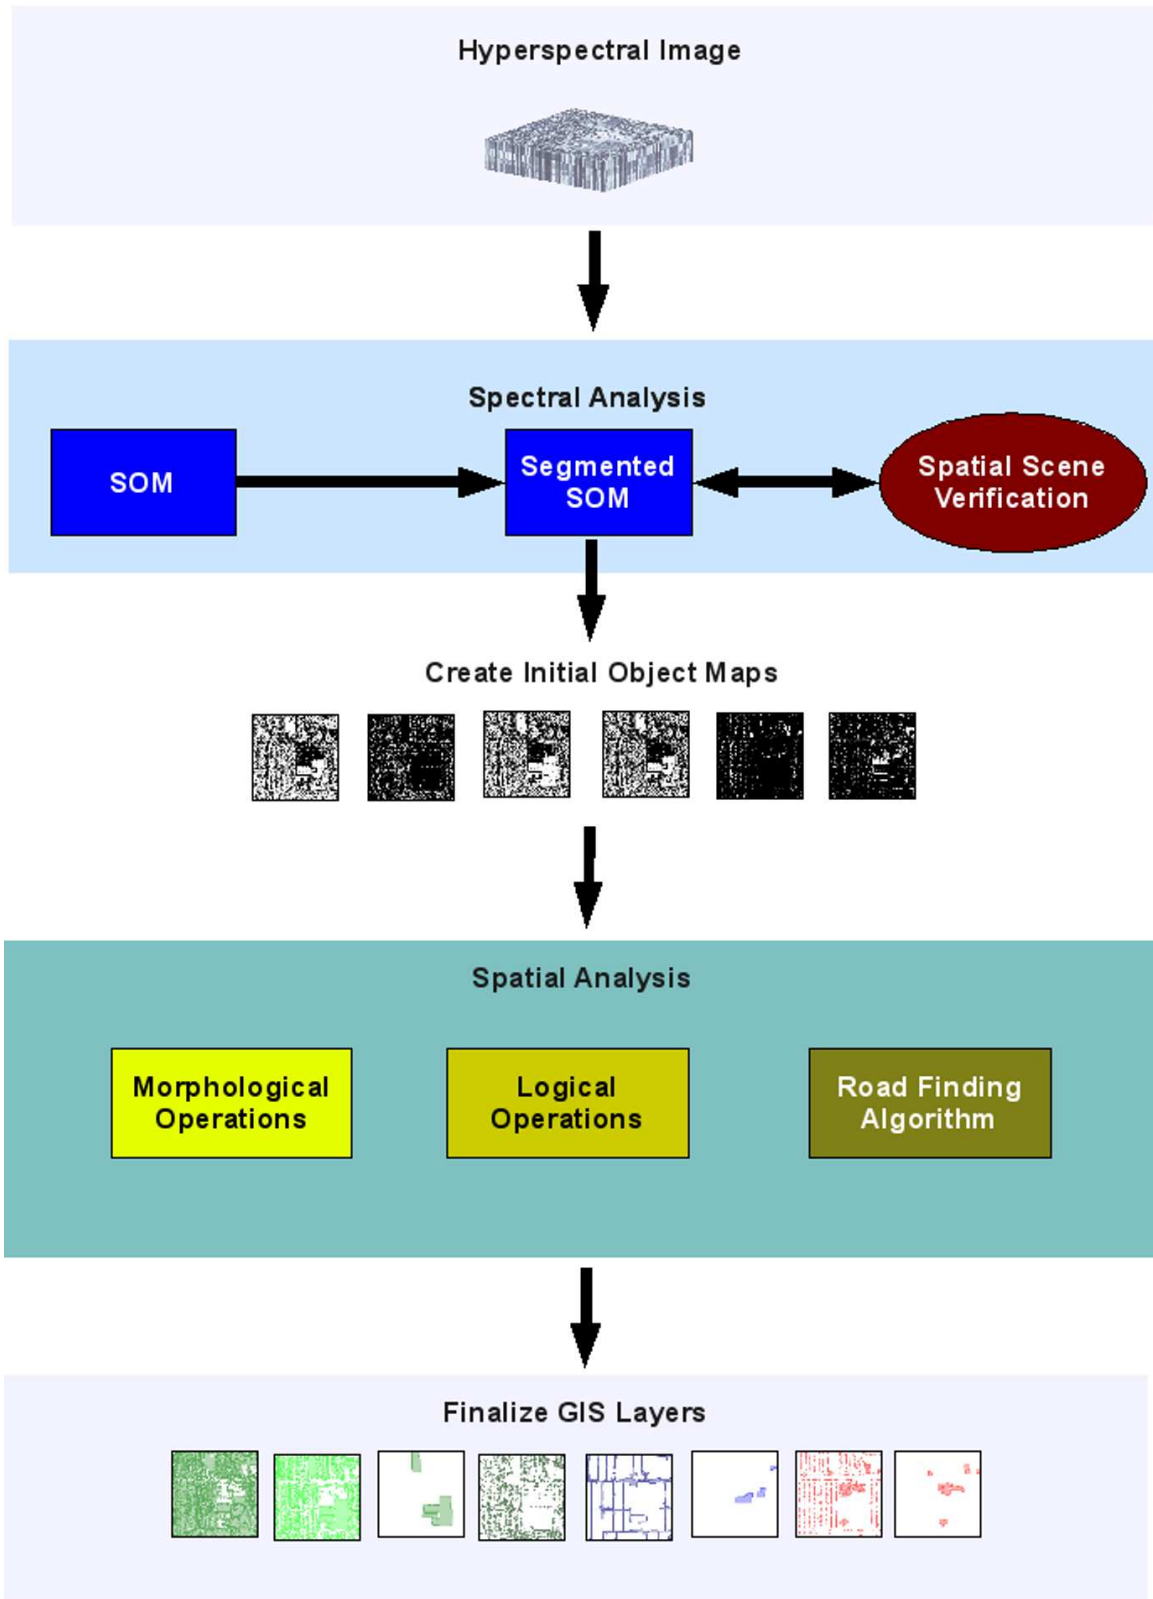 Hyperspectral Image
Spectral Analysis
SOM
Segmented
SOM
Spatial Scene
Verification
Create Initial Object Maps
Spatial Analysis
Morphological
Operations
Logical
Operations
Road Finding
Algorithm
Finalize GIS Layers